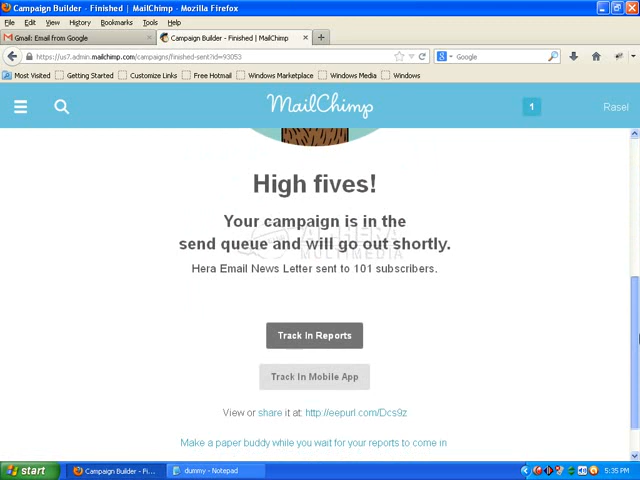 Campaign Builder - Finished | MailChimp - Mozilla Firefox
File Edit View History Bookmarks Tools Help
Gmail: Email from Google
Campaign Builder - Finished | MailChimp
https://us7.admin.mailchimp.com/campaigns/finished-sent?id=93053
Google
Most Visited Getting Started Customize Links Free Hotmail Windows Marketplace Windows Media Windows
MailChimp
1
Rasel
High fives!
Your campaign is in the
send queue and will go out shortly.
MULTIMEDIA
Hera Email News Letter sent to 101 subscribers.
Track In Reports
Track In Mobile App
View or share it at: http://eepurl.com/Dcs9z
Make a paper buddy while you wait for your reports to come in
start
Campaign Builder - Fi...
dummy - Notepad
5:35 PM